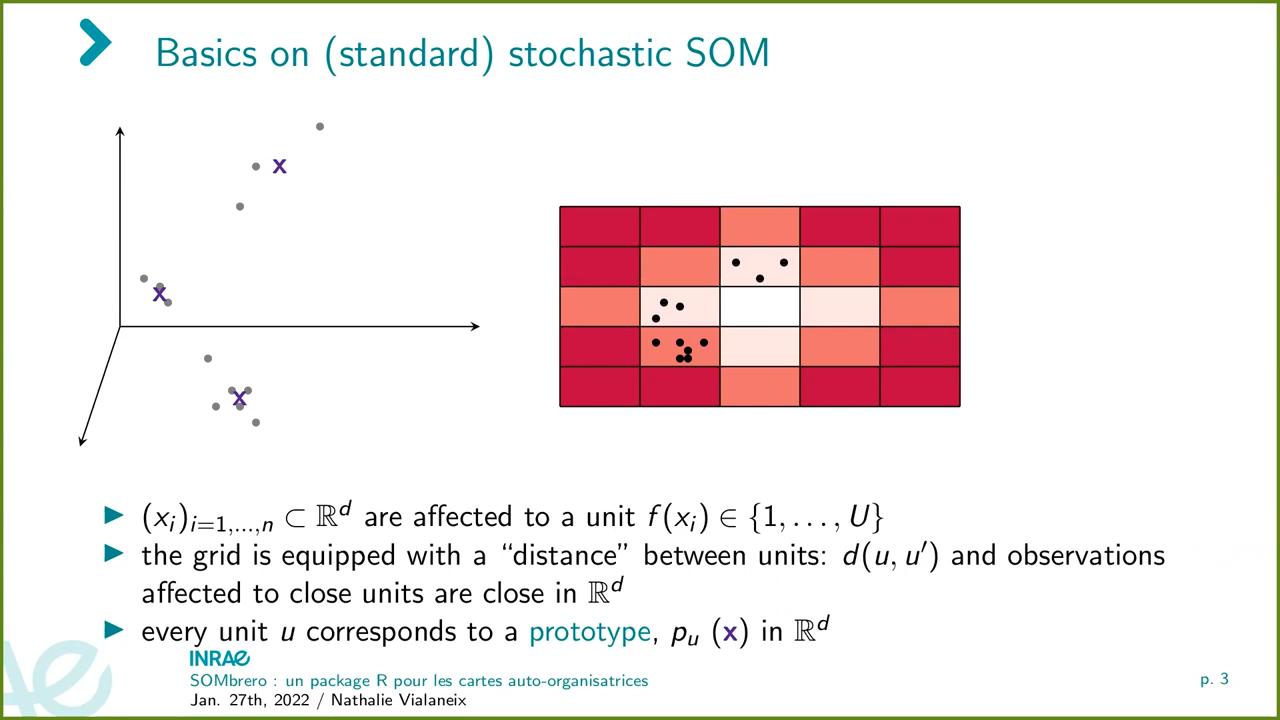 Basics on (standard) stochastic SOM
x
x
x
▶ (x_i)_{i=1,...,n} ⊂ ℝ^d are affected to a unit f(x_i) ∈ {1, . . . , U}
▶ the grid is equipped with a “distance” between units: d(u, u′) and observations
affected to close units are close in ℝ^d
▶ every unit u corresponds to a prototype, p_u (x) in ℝ^d
INRAE
SOMbrero : un package R pour les cartes auto-organisatrices
Jan. 27th, 2022 / Nathalie Vialaneix
p. 3